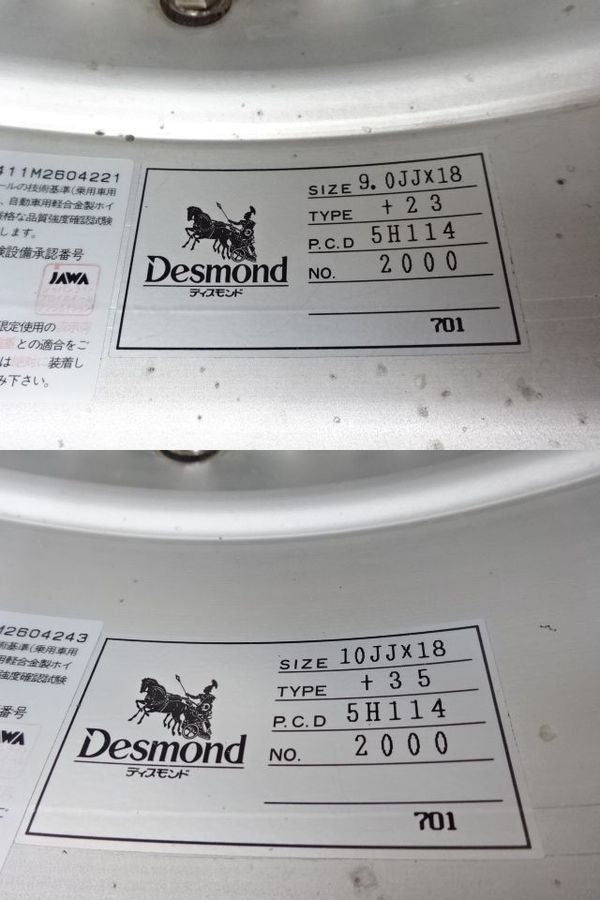 411M2604221
ールの技術基準(乗用車用
、自動車用軽合金製ホイ
厳格な品質強度確認試験
します。
験設備承認番号
JAWA
限定使用の
との適合をご
は 装着し
み下さい。
Desmond
ディスモンド
SIZE 9.0JJX18
TYPE +23
P.C.D 5H114
NO. 2000
701
M2604243
術基準(乗用車用
用軽合金製ホイ
強度確認試験
番号
AWA
Desmond
ディスモンド
SIZE 10JJX18
TYPE +35
P.C.D 5H114
NO. 2000
701